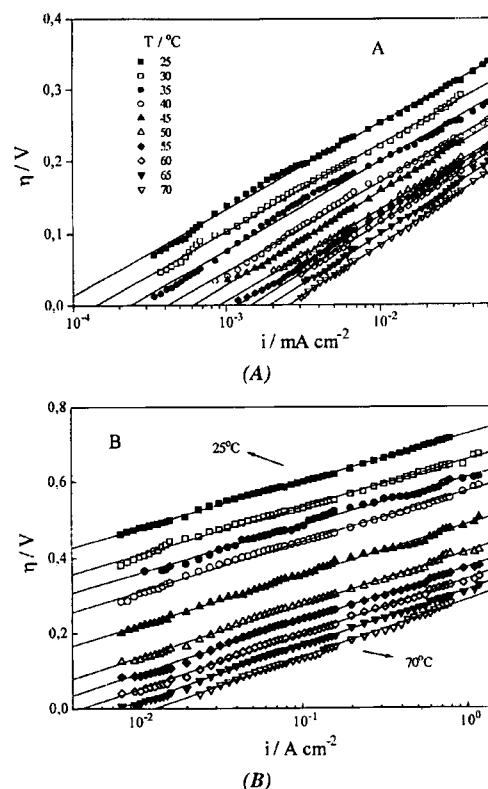 T / °C
A
25
30
35
40
45
50
55
60
65
70
0,4
0,3
0,2
0,1
0,0
η / V
10⁻⁴ 10⁻³ 10⁻²
i / mA cm⁻²
(A)
B
25°C
0,8
0,6
0,4
0,2
0,0
η / V
70°C
10⁻² 10⁻¹ 10⁰
i / A cm⁻²
(B)